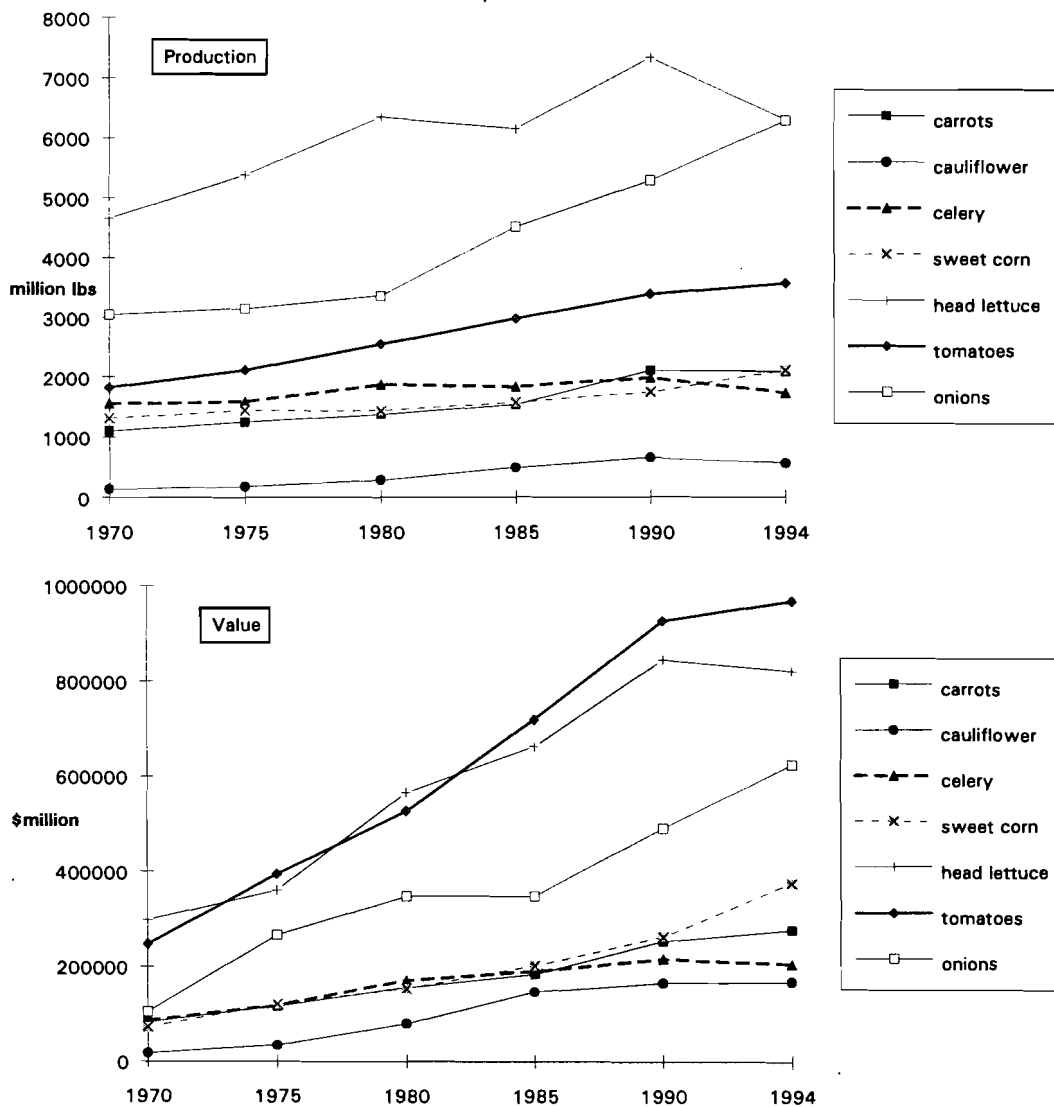 8000
Production
7000
6000
5000
4000
million lbs
3000
2000
1000
0
1970 1975 1980 1985 1990 1994
carrots
cauliflower
celery
sweet corn
head lettuce
tomatoes
onions
1000000
Value
800000
600000
$million
400000
200000
0
1970 1975 1980 1985 1990 1994
carrots
cauliflower
celery
sweet corn
head lettuce
tomatoes
onions